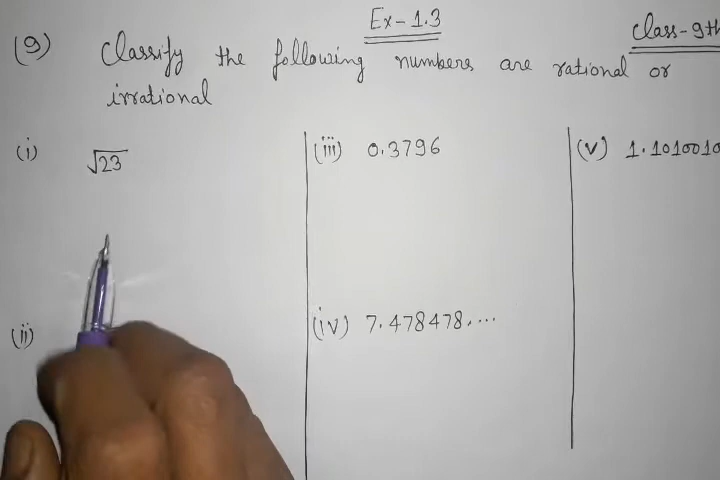 Ex-1.3
Class-9th
(9) Classify the following numbers are rational or
irrational
(i) √23
(ii)
(iii) 0.3796
(iv) 7.478478....
(v) 1.1010010